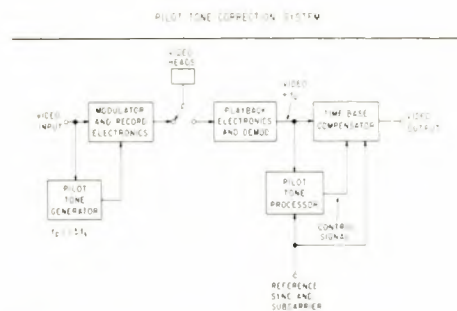 PILOT TONE CORRECTION SYSTEM
VIDEO
HEADS
VIDEO
INPUT
MODULATOR
AND RECORD
ELECTRONICS
PLAYBACK
ELECTRONICS
AND DEMOD
VIDEO
TIME BASE
COMPENSATOR
VIDEO
OUTPUT
PILOT
TONE
GENERATOR
PILOT
TONE
PROCESSOR
CONTROL
SIGNAL
REFERENCE
SYNC AND
SUBCARRIER